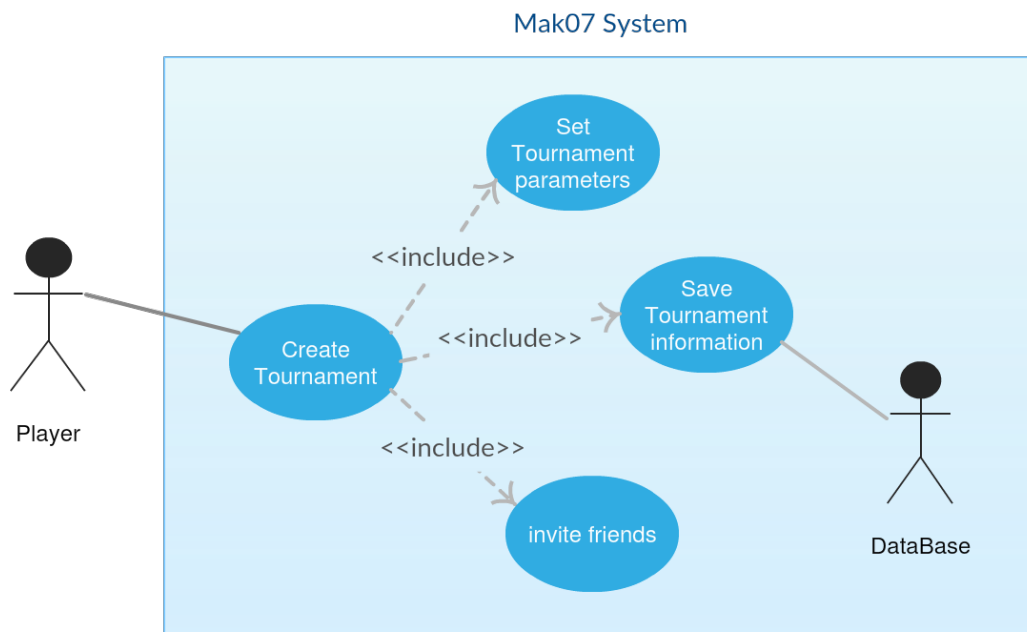 Mak07 System
Set
Tournament
parameters
<<include>>
Save
Tournament
information
<<include>>
Create
Tournament
Player
<<include>>
invite friends
DataBase